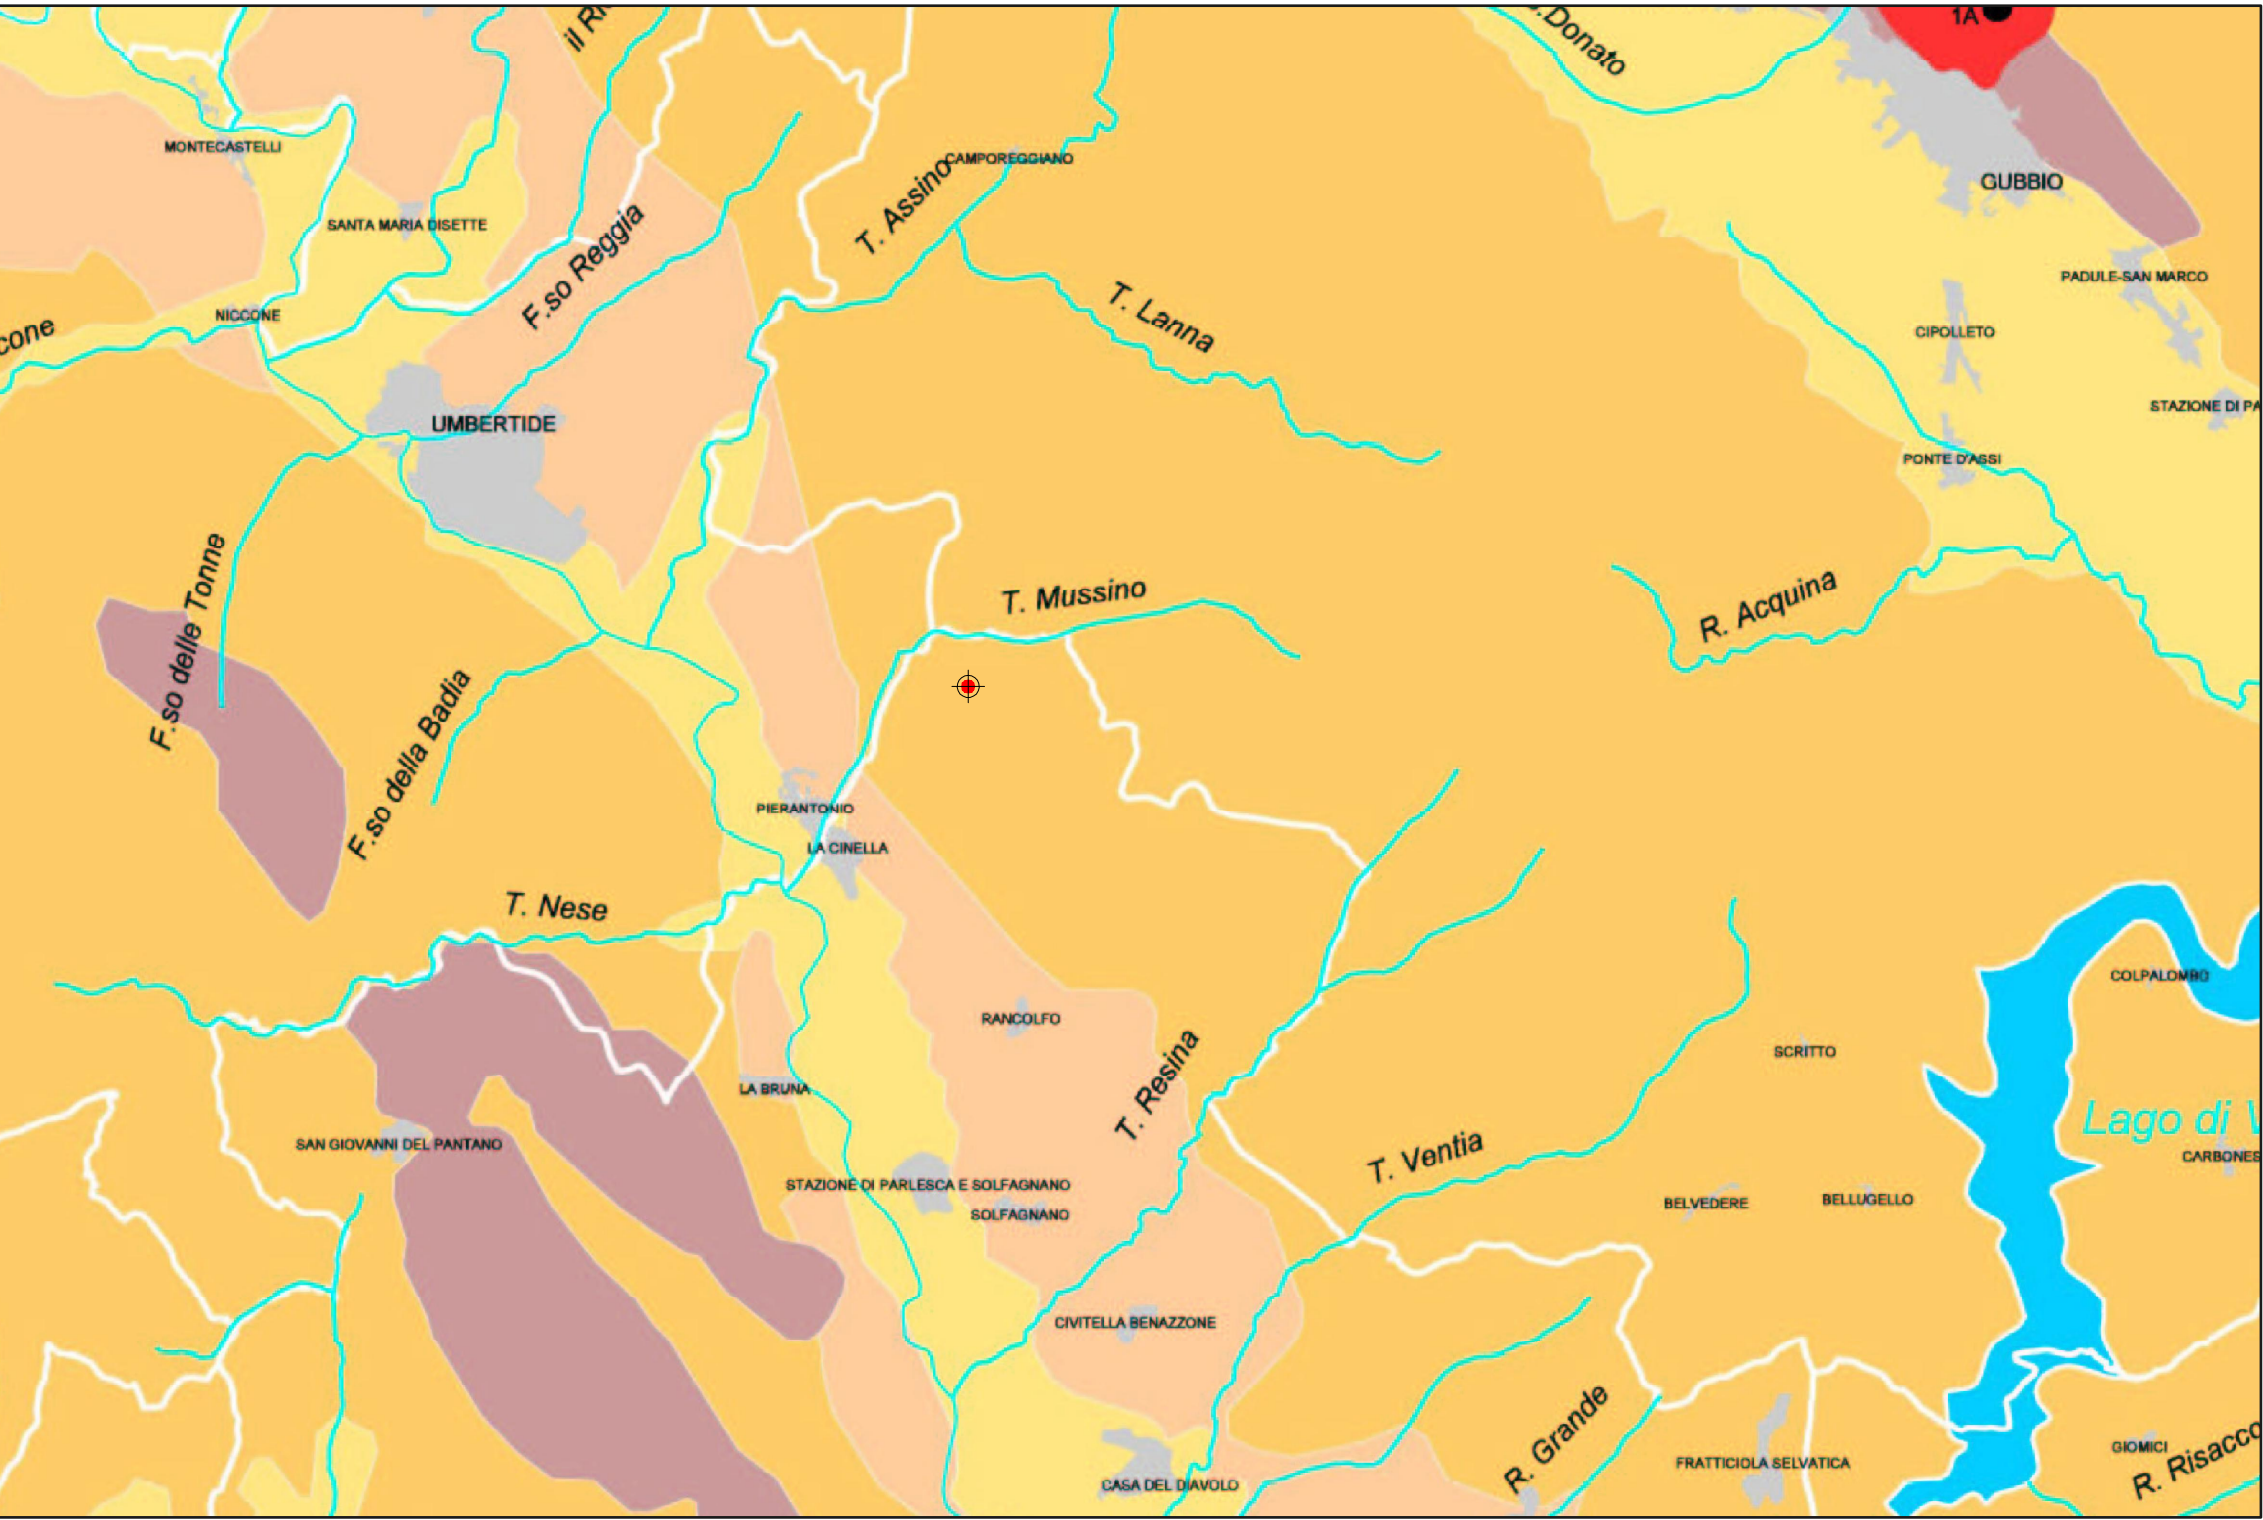 il
1A
Donato
MONTECASTELLI
CAMPOREGGIANO
GUBBIO
T. Assino
SANTA MARIA DISETTE
F.so Reggia
PADULE-SAN MARCO
NICCONE
T. Lanna
cone
CIPOLLETO
STAZIONE DI PA
UMBERTIDE
PONTE D'ASSI
F.so delle Tonne
T. Mussino
R. Acquina
F.so della Badia
PIERANTONIO
LA CINELLA
T. Nese
COLPALOMBO
RANCOLFO
SCRITTO
T. Resina
LA BRUNA
Lago di V
SAN GIOVANNI DEL PANTANO
CARBONES
T. Ventia
STAZIONE DI PARLESCA E SOLFAGNANO
BELVEDERE
BELLUGELLO
SOLFAGNANO
CIVITELLA BENAZZONE
R. Grande
GIOMICI
FRATTICIOLA SELVATICA
R. Risacco
CASA DEL DIAVOLO